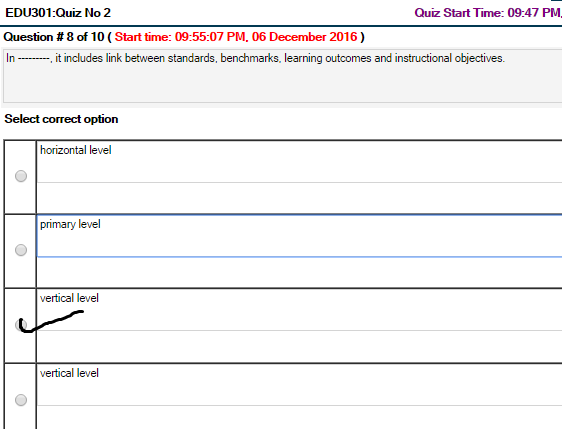 EDU301:Quiz No 2 Quiz Start Time: 09:47 PM,
Question # 8 of 10 ( Start time: 09:55:07 PM, 06 December 2016 )
In ---------, it includes link between standards, benchmarks, learning outcomes and instructional objectives.
Select correct option
horizontal level
primary level
vertical level
vertical level